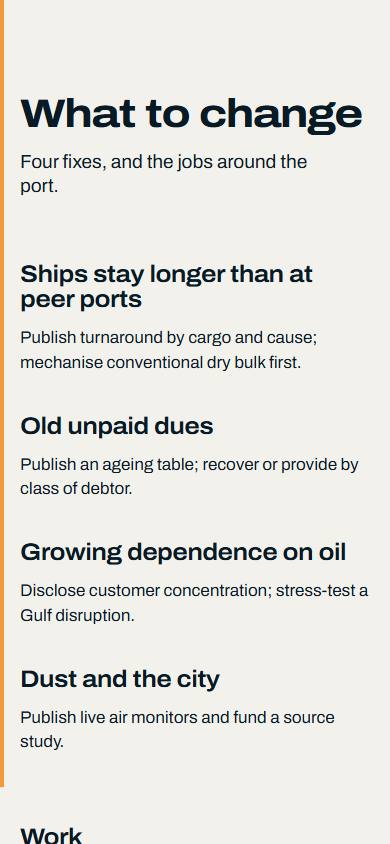 What to change
Four fixes, and the jobs around the
port.
Ships stay longer than at
peer ports
Publish turnaround by cargo and cause;
mechanise conventional dry bulk first.
Old unpaid dues
Publish an ageing table; recover or provide by
class of debtor.
Growing dependence on oil
Disclose customer concentration; stress-test a
Gulf disruption.
Dust and the city
Publish live air monitors and fund a source
study.
Work